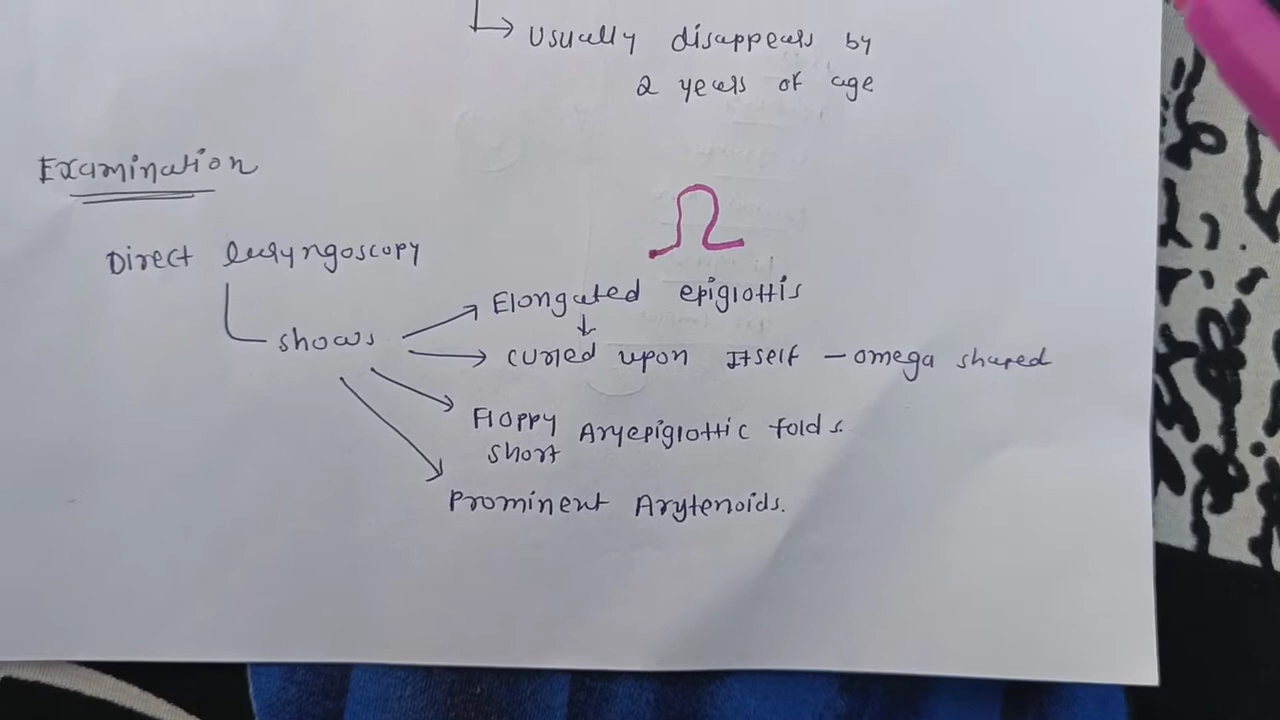 Usually disappears by
2 years of age
Examination
Direct laryngoscopy
shows
Elongated epiglottis
curled upon Itself - omega shaped
Floppy Aryepiglottic folds.
short
Prominent Arytenoids.